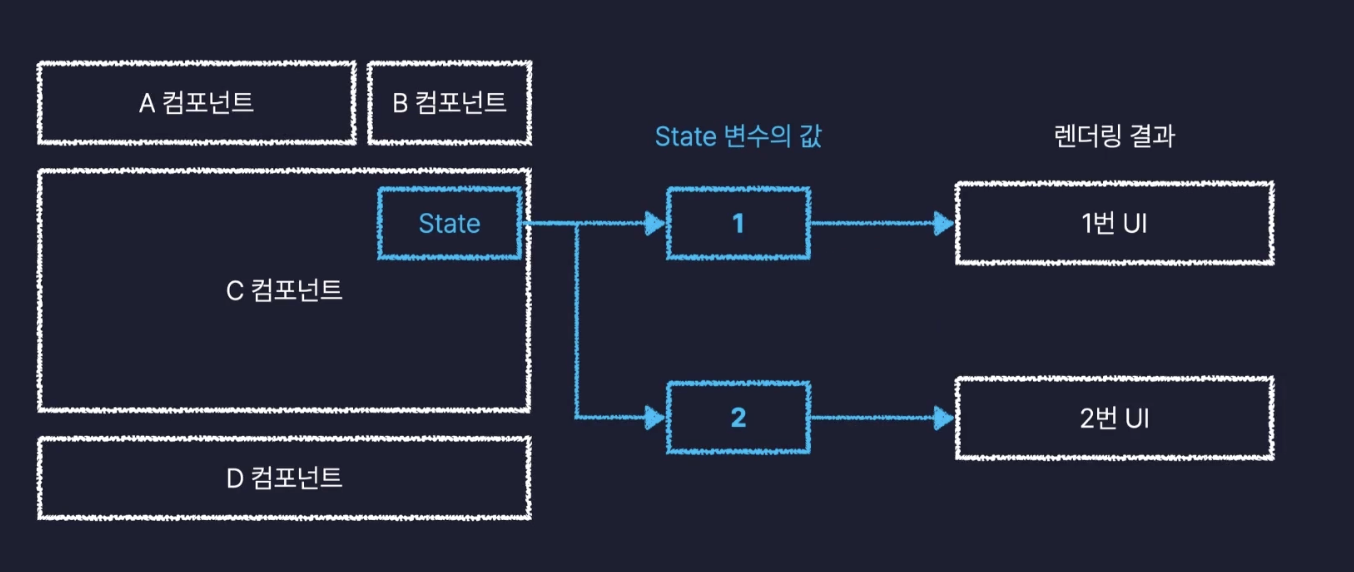 A 컴포넌트
B 컴포넌트
State 변수의 값
렌더링 결과
State
1
1번 UI
C 컴포넌트
2
2번 UI
D 컴포넌트